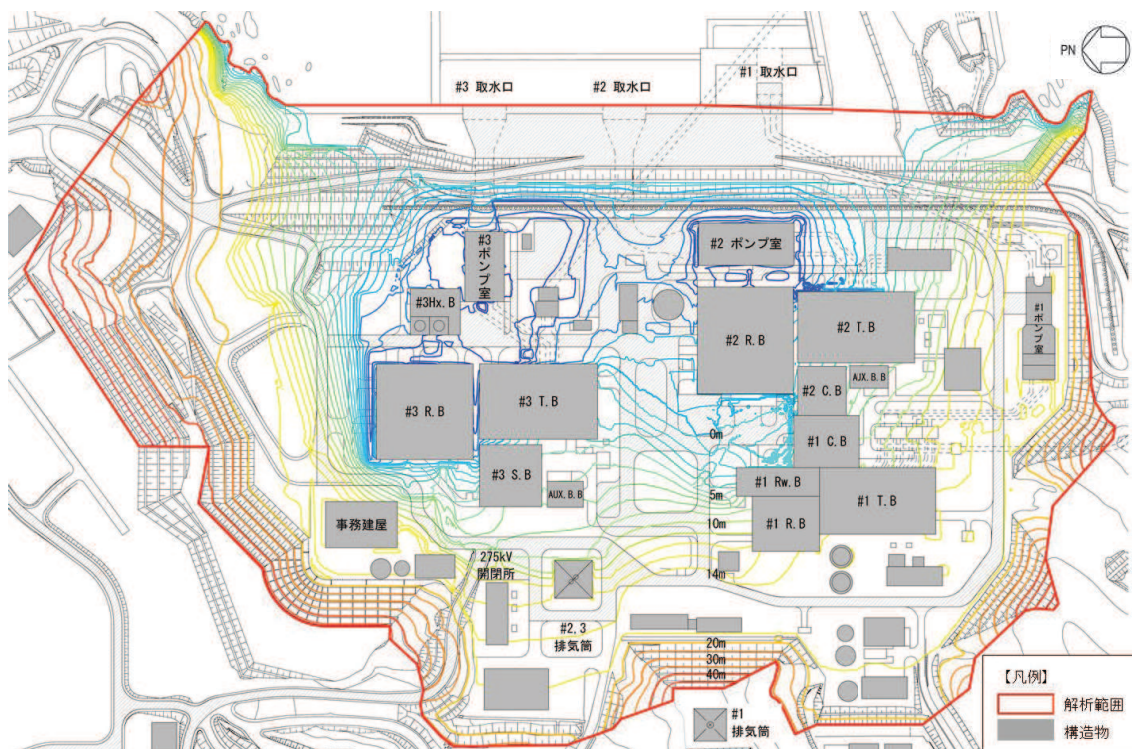 PN
#1 取水口
#3 取水口
#2 取水口
#3
ポンプ室
#2 ポンプ室
#3Hx.B
#1
ポンプ室
#2 R.B
#2 T.B
#3 R.B
#3 T.B
#2 C.B
AUX.B.B
#1 C.B
0m
#3 S.B
#1 Rw.B
AUX.B.B
5m
#1 T.B
事務建屋
10m
#1 R.B
275kV
開閉所
14m
#2,3
排気筒
20m
30m
40m
#1
排気筒
【凡例】
解析範囲
構造物